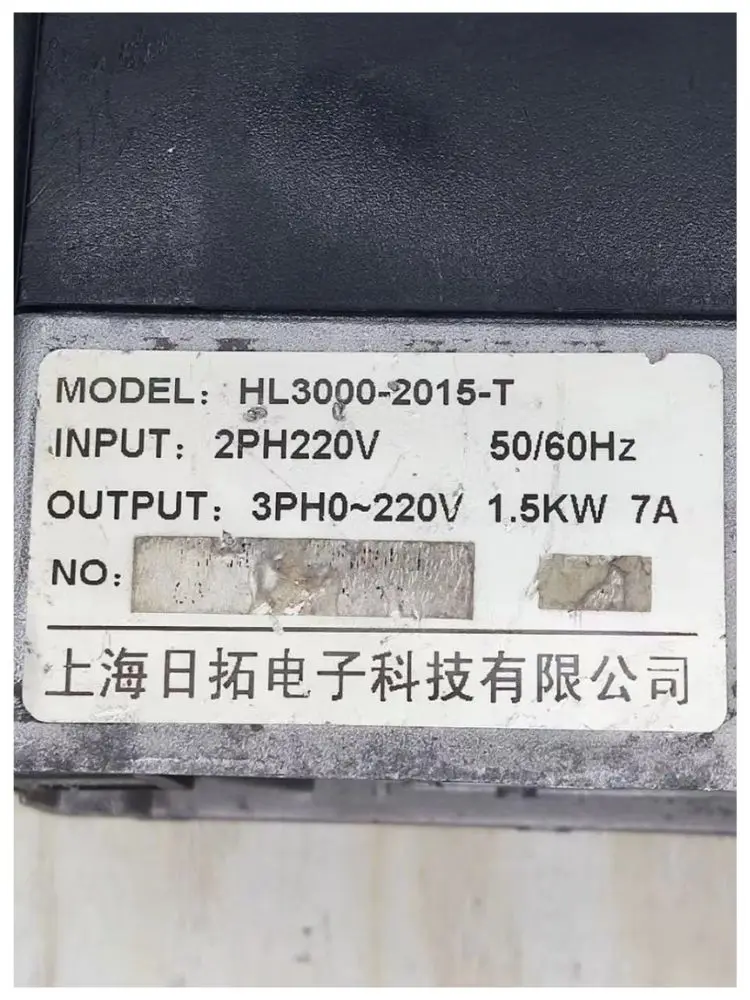 MODEL: HL3000-2015-T
INPUT: 2PH220V 50/60Hz
OUTPUT: 3PH0~220V 1.5KW 7A
NO:
上海日拓电子科技有限公司